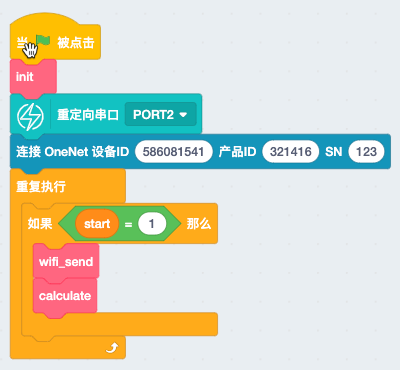 当 被点击
init
重定向串口 PORT2
连接 OneNet 设备ID 586081541 产品ID 321416 SN 123
重复执行
如果 start = 1 那么
wifi_send
calculate